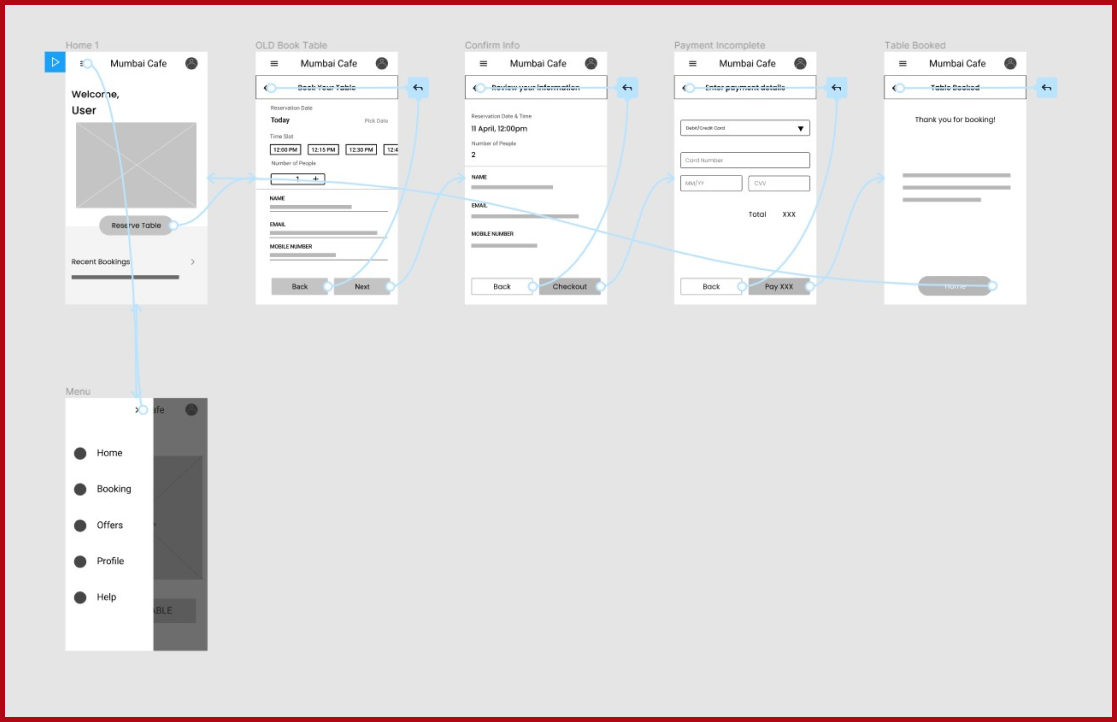 Home 1
Mumbai Cafe
Welcome,
User
Reserve Table
Recent Bookings
OLD Book Table
Mumbai Cafe
Book Your Table
Reservation Date
Today Pick Date
Time Slot
12:00 PM 12:15 PM 12:30 PM 12:4
Number of People
1 +
NAME
EMAIL
MOBILE NUMBER
Back Next
Confirm Info
Mumbai Cafe
Review your information
Reservation Date & Time
11 April, 12:00pm
Number of People
2
NAME
EMAIL
MOBILE NUMBER
Back Checkout
Payment Incomplete
Mumbai Cafe
Enter payment details
Debit/Credit Card
Card Number
MM/YY CVV
Total XXX
Back Pay XXX
Table Booked
Mumbai Cafe
Table Booked
Thank you for booking!
Home
Menu
afe
Home
Booking
Offers
Profile
Help
ABLE